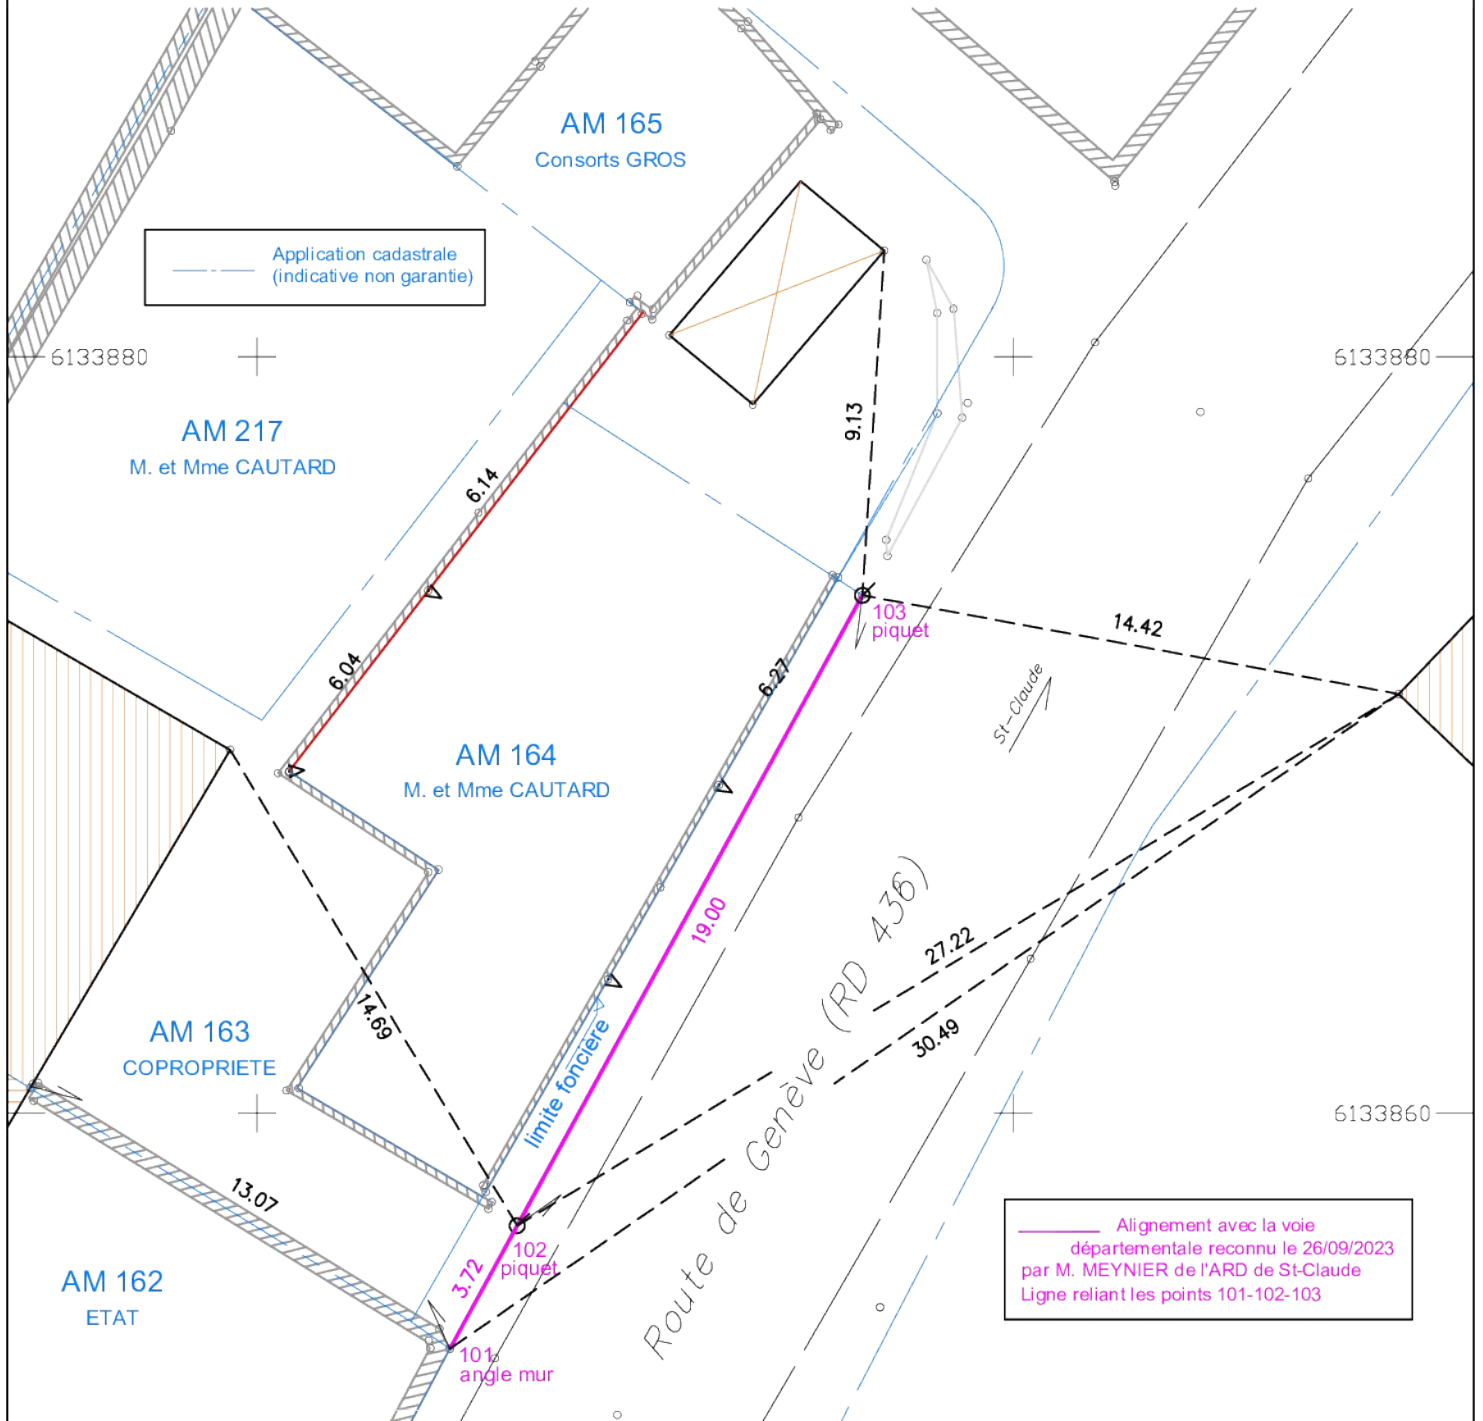 AM 165
Consorts GROS
Application cadastrale
(indicative non garantie)
6133880
6133880
AM 217
M. et Mme CAUTARD
9.13
6.14
6.04
103
piquet
14.42
6.27
St-Claude
AM 164
M. et Mme CAUTARD
19.00
27.22
30.49
14.69
AM 163
COPROPRIETE
limite foncière
Route de Genève (RD 436)
6133860
13.07
102
piquet
3.72
AM 162
ETAT
101
angle mur
Alignement avec la voie
départementale reconnu le 26/09/2023
par M. MEYNIER de l'ARD de St-Claude
Ligne reliant les points 101-102-103